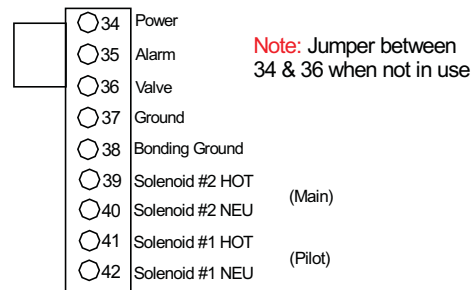 34 Power
35 Alarm
36 Valve
37 Ground
38 Bonding Ground
39 Solenoid #2 HOT
40 Solenoid #2 NEU
(Main)
41 Solenoid #1 HOT
42 Solenoid #1 NEU
(Pilot)
Note: Jumper between
34 & 36 when not in use